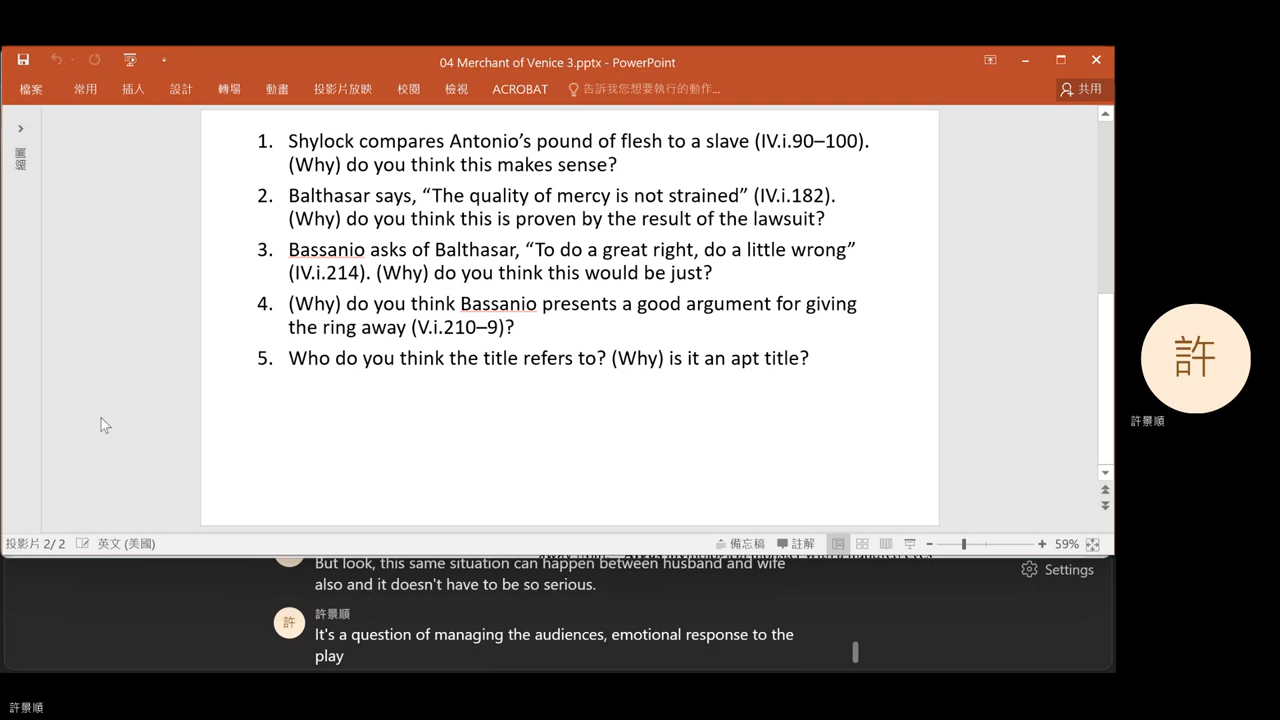 04 Merchant of Venice 3.pptx - PowerPoint
檔案 常用 插入 設計 轉場 動畫 投影片放映 校閱 檢視 ACROBAT 告訴我您想要執行的動作... 共用
1. Shylock compares Antonio’s pound of flesh to a slave (IV.i.90–100).
(Why) do you think this makes sense?
2. Balthasar says, “The quality of mercy is not strained” (IV.i.182).
(Why) do you think this is proven by the result of the lawsuit?
3. Bassanio asks of Balthasar, “To do a great right, do a little wrong”
(IV.i.214). (Why) do you think this would be just?
4. (Why) do you think Bassanio presents a good argument for giving
the ring away (V.i.210–9)?
5. Who do you think the title refers to? (Why) is it an apt title?
許
許景順
投影片 2/2 英文 (美國) 備忘稿 註解 59%
But look, this same situation can happen between husband and wife
also and it doesn't have to be so serious.
Settings
許
許景順
It's a question of managing the audiences, emotional response to the
play
許景順